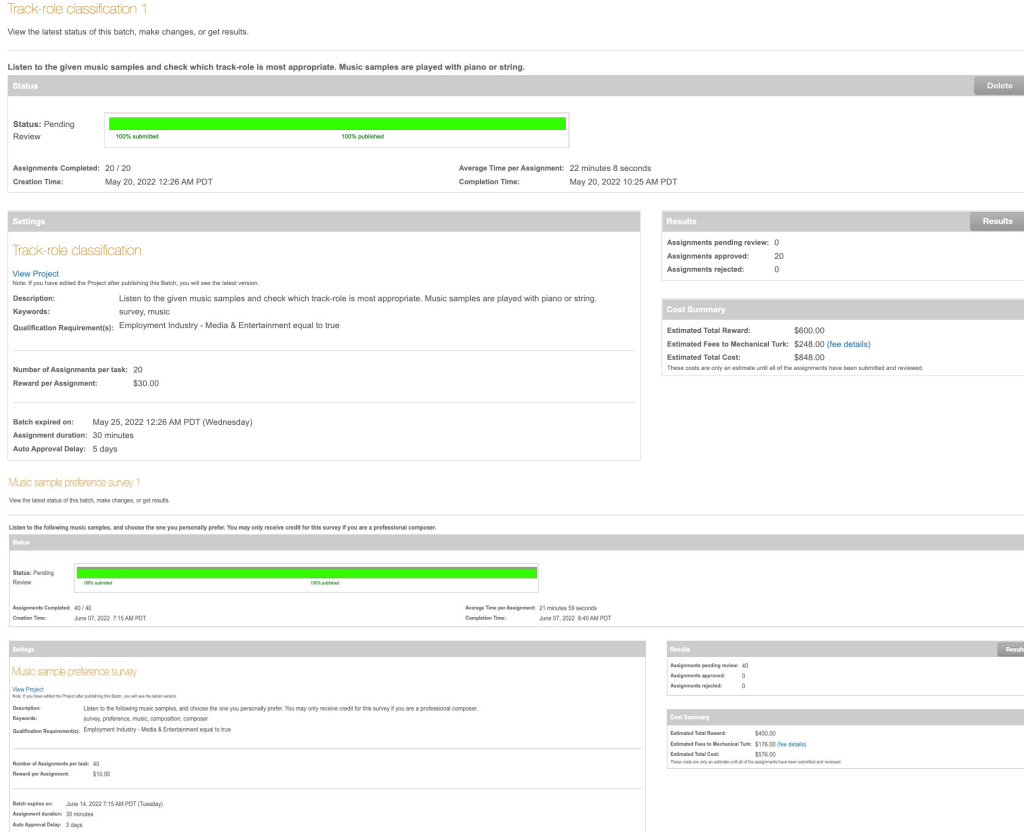 Track-role classification 1
View the latest status of this batch, make changes, or get results.
Listen to the given music samples and check which track-role is most appropriate. Music samples are played with piano or string.
Status Delete
Status: Pending Review
100% submitted 100% published
Assignments Completed: 20 / 20 Average Time per Assignment: 22 minutes 8 seconds
Creation Time: May 20, 2022 12:26 AM PDT Completion Time: May 20, 2022 10:25 AM PDT
Settings
Track-role classification
View Project
Note: If you have edited the Project after publishing this Batch, you will see the latest version.
Description: Listen to the given music samples and check which track-role is most appropriate. Music samples are played with piano or string.
Keywords: survey, music
Qualification Requirement(s): Employment Industry - Media & Entertainment equal to true
Number of Assignments per task: 20
Reward per Assignment: $30.00
Batch expired on: May 25, 2022 12:26 AM PDT (Wednesday)
Assignment duration: 30 minutes
Auto Approval Delay: 5 days
Results Results
Assignments pending review: 0
Assignments approved: 20
Assignments rejected: 0
Cost Summary
Estimated Total Reward: $600.00
Estimated Fees to Mechanical Turk: $248.00 (fee details)
Estimated Total Cost: $848.00
These costs are only an estimate until all of the assignments have been submitted and reviewed.
Music sample preference survey 1
View the latest status of this batch, make changes, or get results.
Listen to the following music samples, and choose the one you personally prefer. You may only receive credit for this survey if you are a professional composer.
Status
Status: Pending Review
100% submitted 100% published
Assignments Completed: 40 / 40 Average Time per Assignment: 21 minutes 59 seconds
Creation Time: June 07, 2022 7:15 AM PDT Completion Time: June 07, 2022 8:40 AM PDT
Settings
Music sample preference survey
View Project
Note: If you have edited the Project after publishing this Batch, you will see the latest version.
Description: Listen to the following music samples, and choose the one you personally prefer. You may only receive credit for this survey if you are a professional composer.
Keywords: survey, preference, music, composition, composer
Qualification Requirement(s): Employment Industry - Media & Entertainment equal to true
Number of Assignments per task: 40
Reward per Assignment: $10.00
Batch expires on: June 14, 2022 7:15 AM PDT (Tuesday)
Assignment duration: 30 minutes
Auto Approval Delay: 3 days
Results Results
Assignments pending review: 40
Assignments approved: 0
Assignments rejected: 0
Cost Summary
Estimated Total Reward: $400.00
Estimated Fees to Mechanical Turk: $176.00 (fee details)
Estimated Total Cost: $576.00
These costs are only an estimate until all of the assignments have been submitted and reviewed.